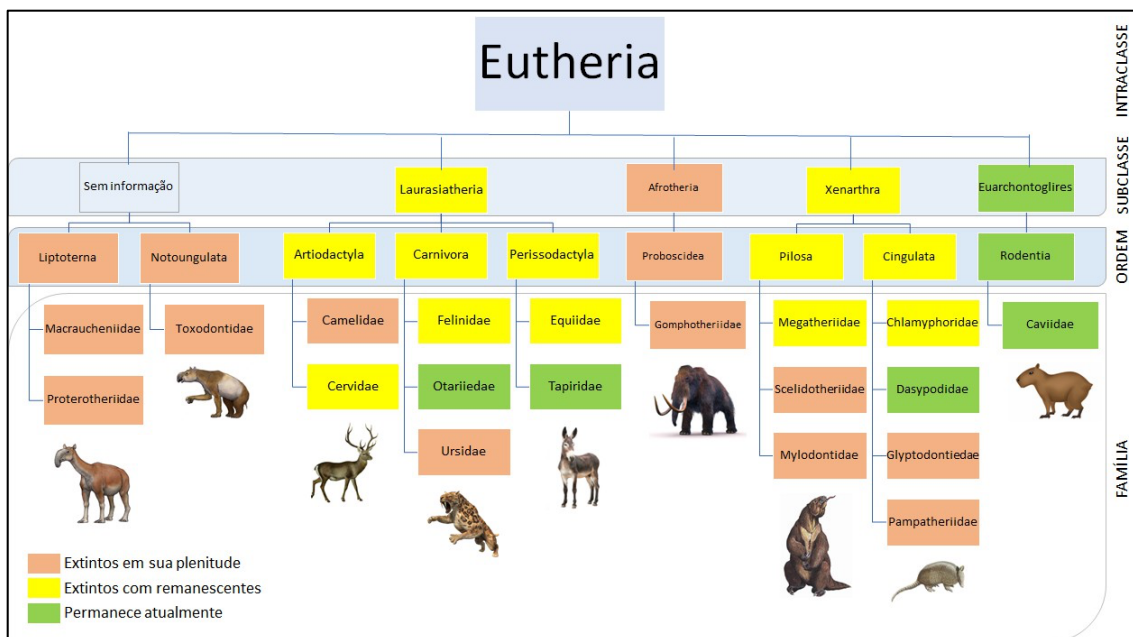 Eutheria
INTRACLASSE
Sem informação
Laurasiatheria
Afrotheria
Xenarthra
Euarchontoglires
SUBCLASSE
Liptoterna
Notoungulata
Artiodactyla
Carnivora
Perissodactyla
Proboscidea
Pilosa
Cingulata
Rodentia
ORDEM
Macraucheniidae
Toxodontidae
Camelidae
Felinidae
Equiidae
Gomphotheriidae
Megatheriidae
Chlamyphoridae
Caviidae
Proterotheriidae
Cervidae
Otariiedae
Tapiridae
Scelidotheriidae
Dasypodidae
Ursidae
Mylodontidae
Glyptodontiedae
Pampatheriidae
FAMÍLIA
Extintos em sua plenitude
Extintos com remanescentes
Permanece atualmente